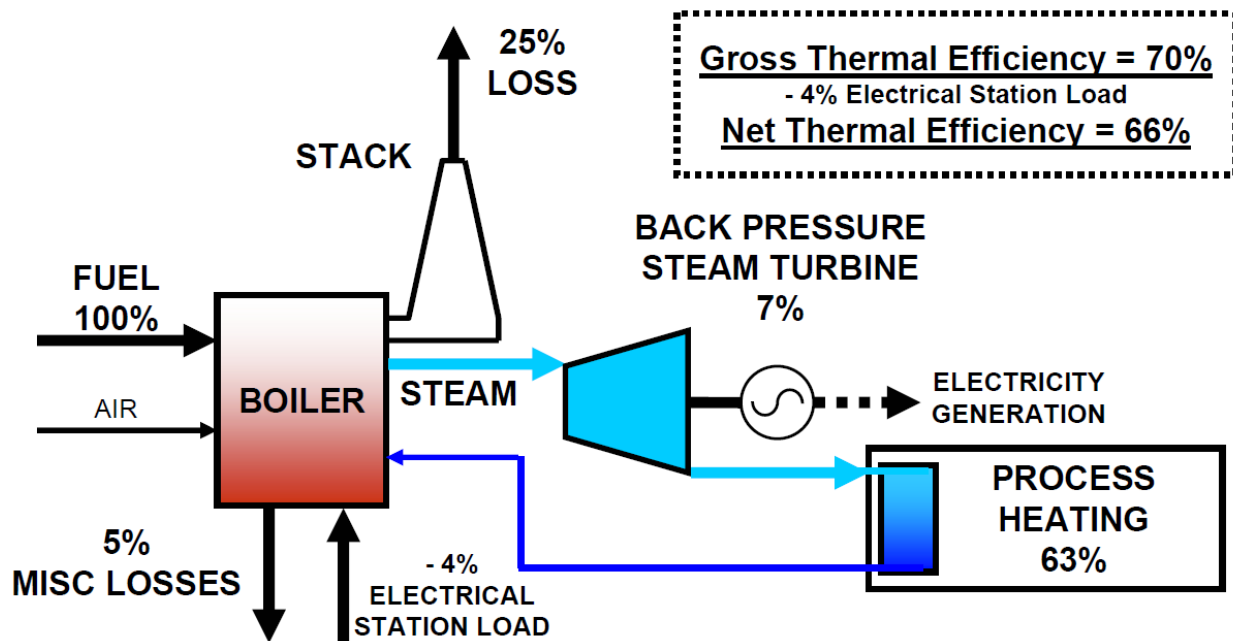 25%
LOSS
Gross Thermal Efficiency = 70%
- 4% Electrical Station Load
Net Thermal Efficiency = 66%
STACK
BACK PRESSURE
STEAM TURBINE
7%
FUEL
100%
BOILER
STEAM
AIR
ELECTRICITY
GENERATION
PROCESS
HEATING
63%
5%
MISC LOSSES
- 4%
ELECTRICAL
STATION LOAD